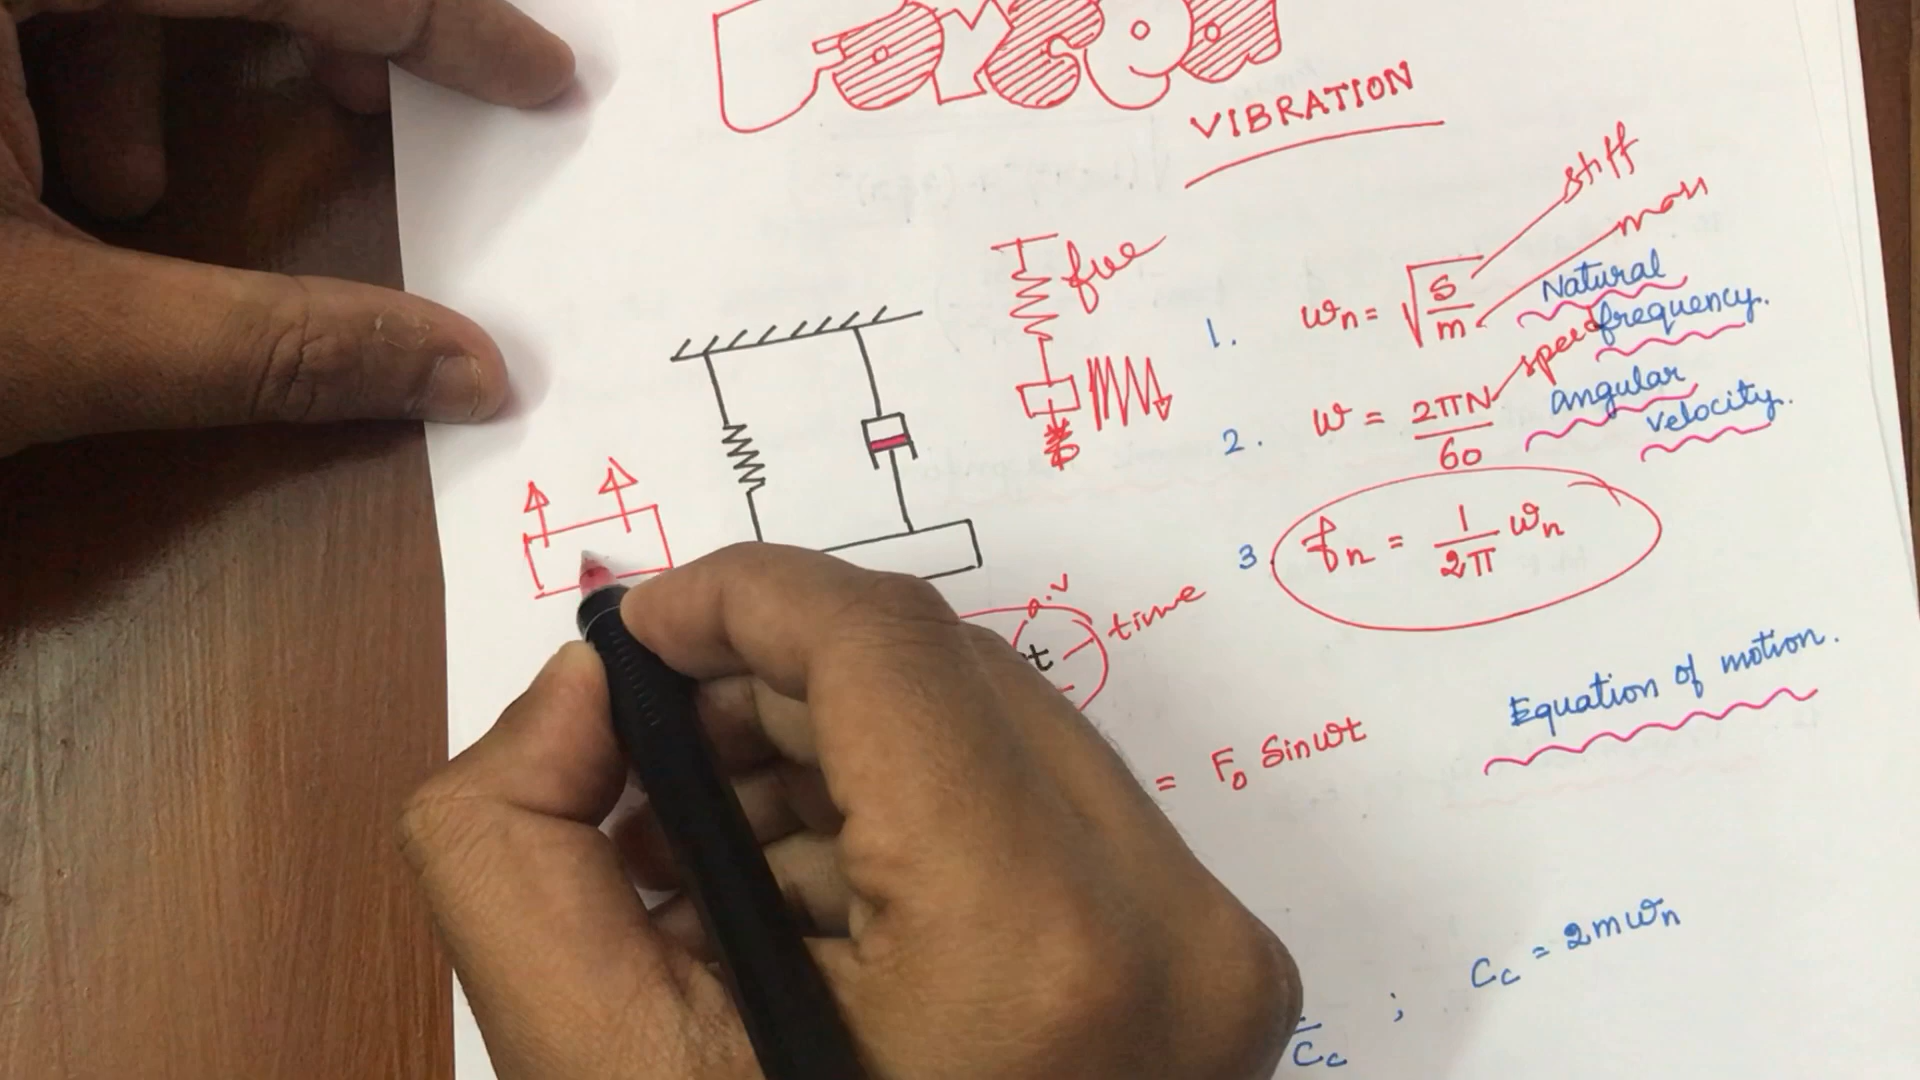 Forced
VIBRATION
stiff
mass
free
1. ωn = √s/m Natural frequency.
speed
2. ω = 2πN/60 angular velocity.
3. fn = 1/2π ωn
a.v
t time
= F₀ Sinωt Equation of motion.
Cc ; Cc = 2mωn